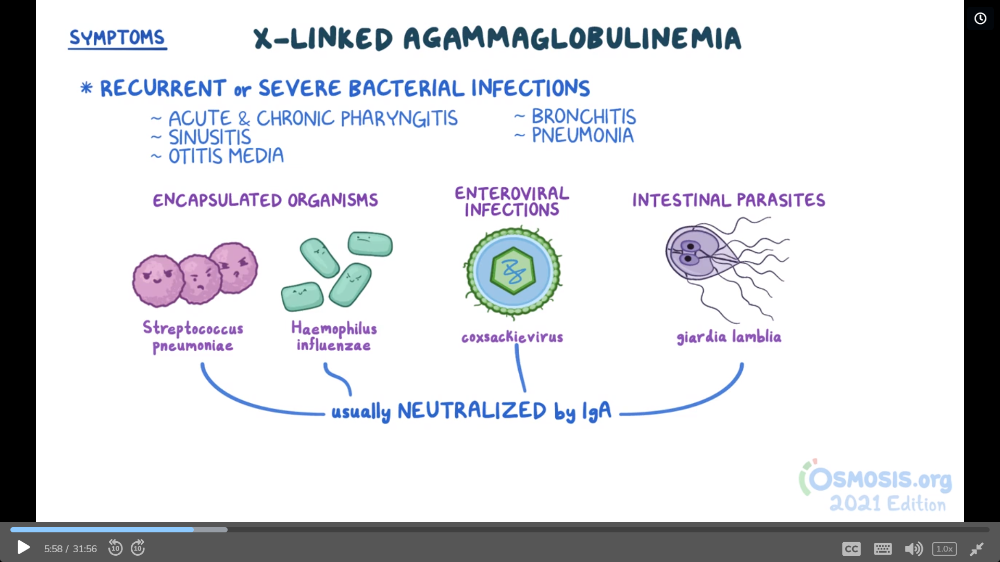 SYMPTOMS
X-LINKED AGAMMAGLOBULINEMIA
* RECURRENT or SEVERE BACTERIAL INFECTIONS
~ ACUTE & CHRONIC PHARYNGITIS
~ SINUSITIS
~ OTITIS MEDIA
~ BRONCHITIS
~ PNEUMONIA
ENCAPSULATED ORGANISMS
Streptococcus
pneumoniae
Haemophilus
influenzae
ENTEROVIRAL
INFECTIONS
coxsackievirus
INTESTINAL PARASITES
giardia lamblia
usually NEUTRALIZED by IgA
OSMOSIS.org
2021 Edition
5:58 / 31:56
10
10
CC
1.0x